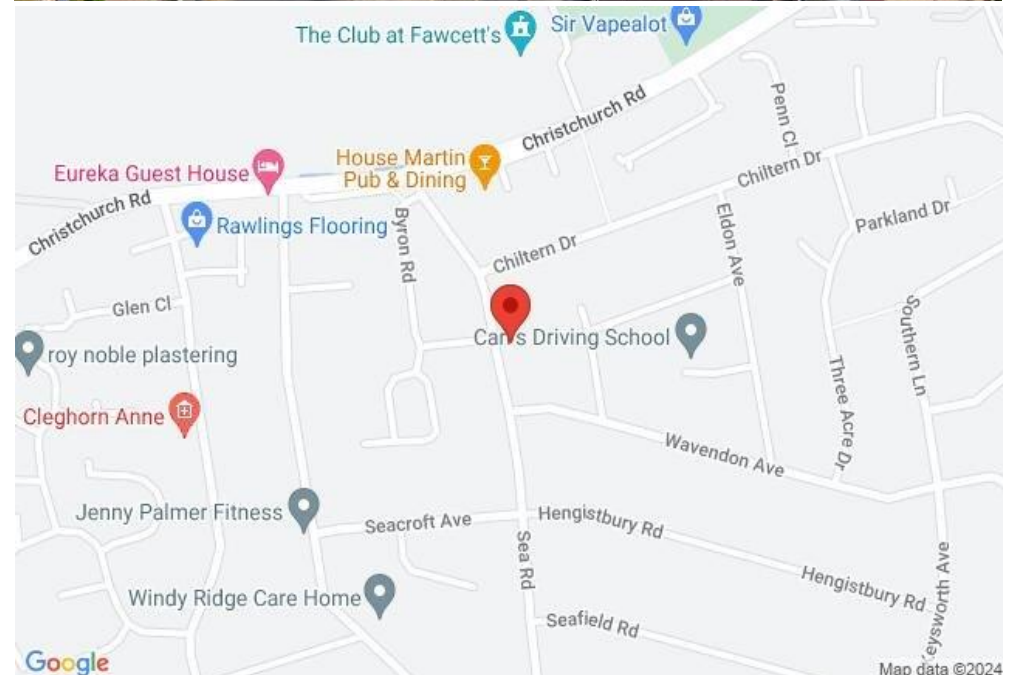 The Club at Fawcett's
Sir Vapealot
Christchurch Rd
Penn Cl
House Martin
Pub & Dining
Eureka Guest House
Chiltern Dr
Christchurch Rd
Rawlings Flooring
Byron Rd
Eldon Ave
Parkland Dr
Chiltern Dr
Glen Cl
Southern Ln
roy noble plastering
Driving School
Three Acre Dr
Cleghorn Anne
Wavendon Ave
Jenny Palmer Fitness
Seacroft Ave
Hengistbury Rd
Sea Rd
Hengistbury Rd
Keysworth Ave
Windy Ridge Care Home
Seafield Rd
Google
Map data ©2024